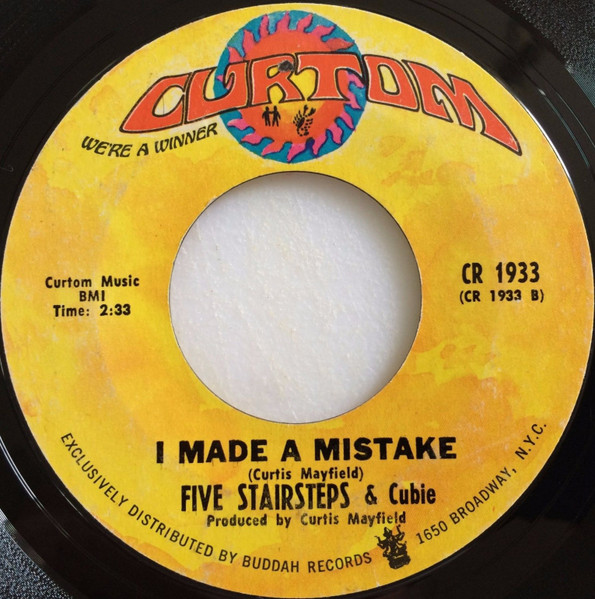 CURTOM
WE'RE A WINNER
Curtom Music
BMI
Time: 2:33
CR 1933
(CR 1933 B)
I MADE A MISTAKE
(Curtis Mayfield)
FIVE STAIRSTEPS & Cubie
Produced by Curtis Mayfield
EXCLUSIVELY DISTRIBUTED BY BUDDAH RECORDS 1650 BROADWAY, N.Y.C.